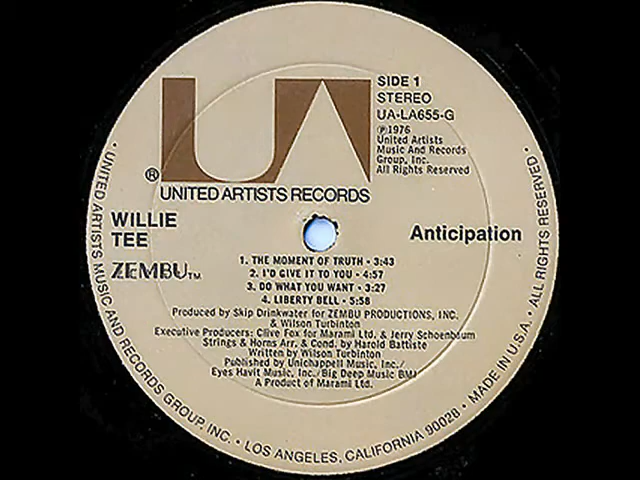 UA
SIDE 1
STEREO
UA-LA655-G
℗1976
United Artists
Music And Records
Group, Inc.
All Rights Reserved
®
UNITED ARTISTS RECORDS
WILLIE
TEE
ZEMBU™
Anticipation
1. THE MOMENT OF TRUTH - 3:43
2. I'D GIVE IT TO YOU - 4:57
3. DO WHAT YOU WANT - 3:27
4. LIBERTY BELL - 5:58
Produced by Skip Drinkwater for ZEMBU PRODUCTIONS, INC.
& Wilson Turbinton
Executive Producers: Clive Fox for Marami Ltd. & Jerry Schoenbaum
Strings & Horns Arr. & Cond. by Harold Battiste
Written by Wilson Turbinton
Published by Unichappell Music, Inc./
Eyes Havit Music, Inc./Big Deep Music BMI
A Product of Marami Ltd.
• UNITED ARTISTS MUSIC AND RECORDS GROUP, INC. • LOS ANGELES, CALIFORNIA 90028 • MADE IN U.S.A. • ALL RIGHTS RESERVED •